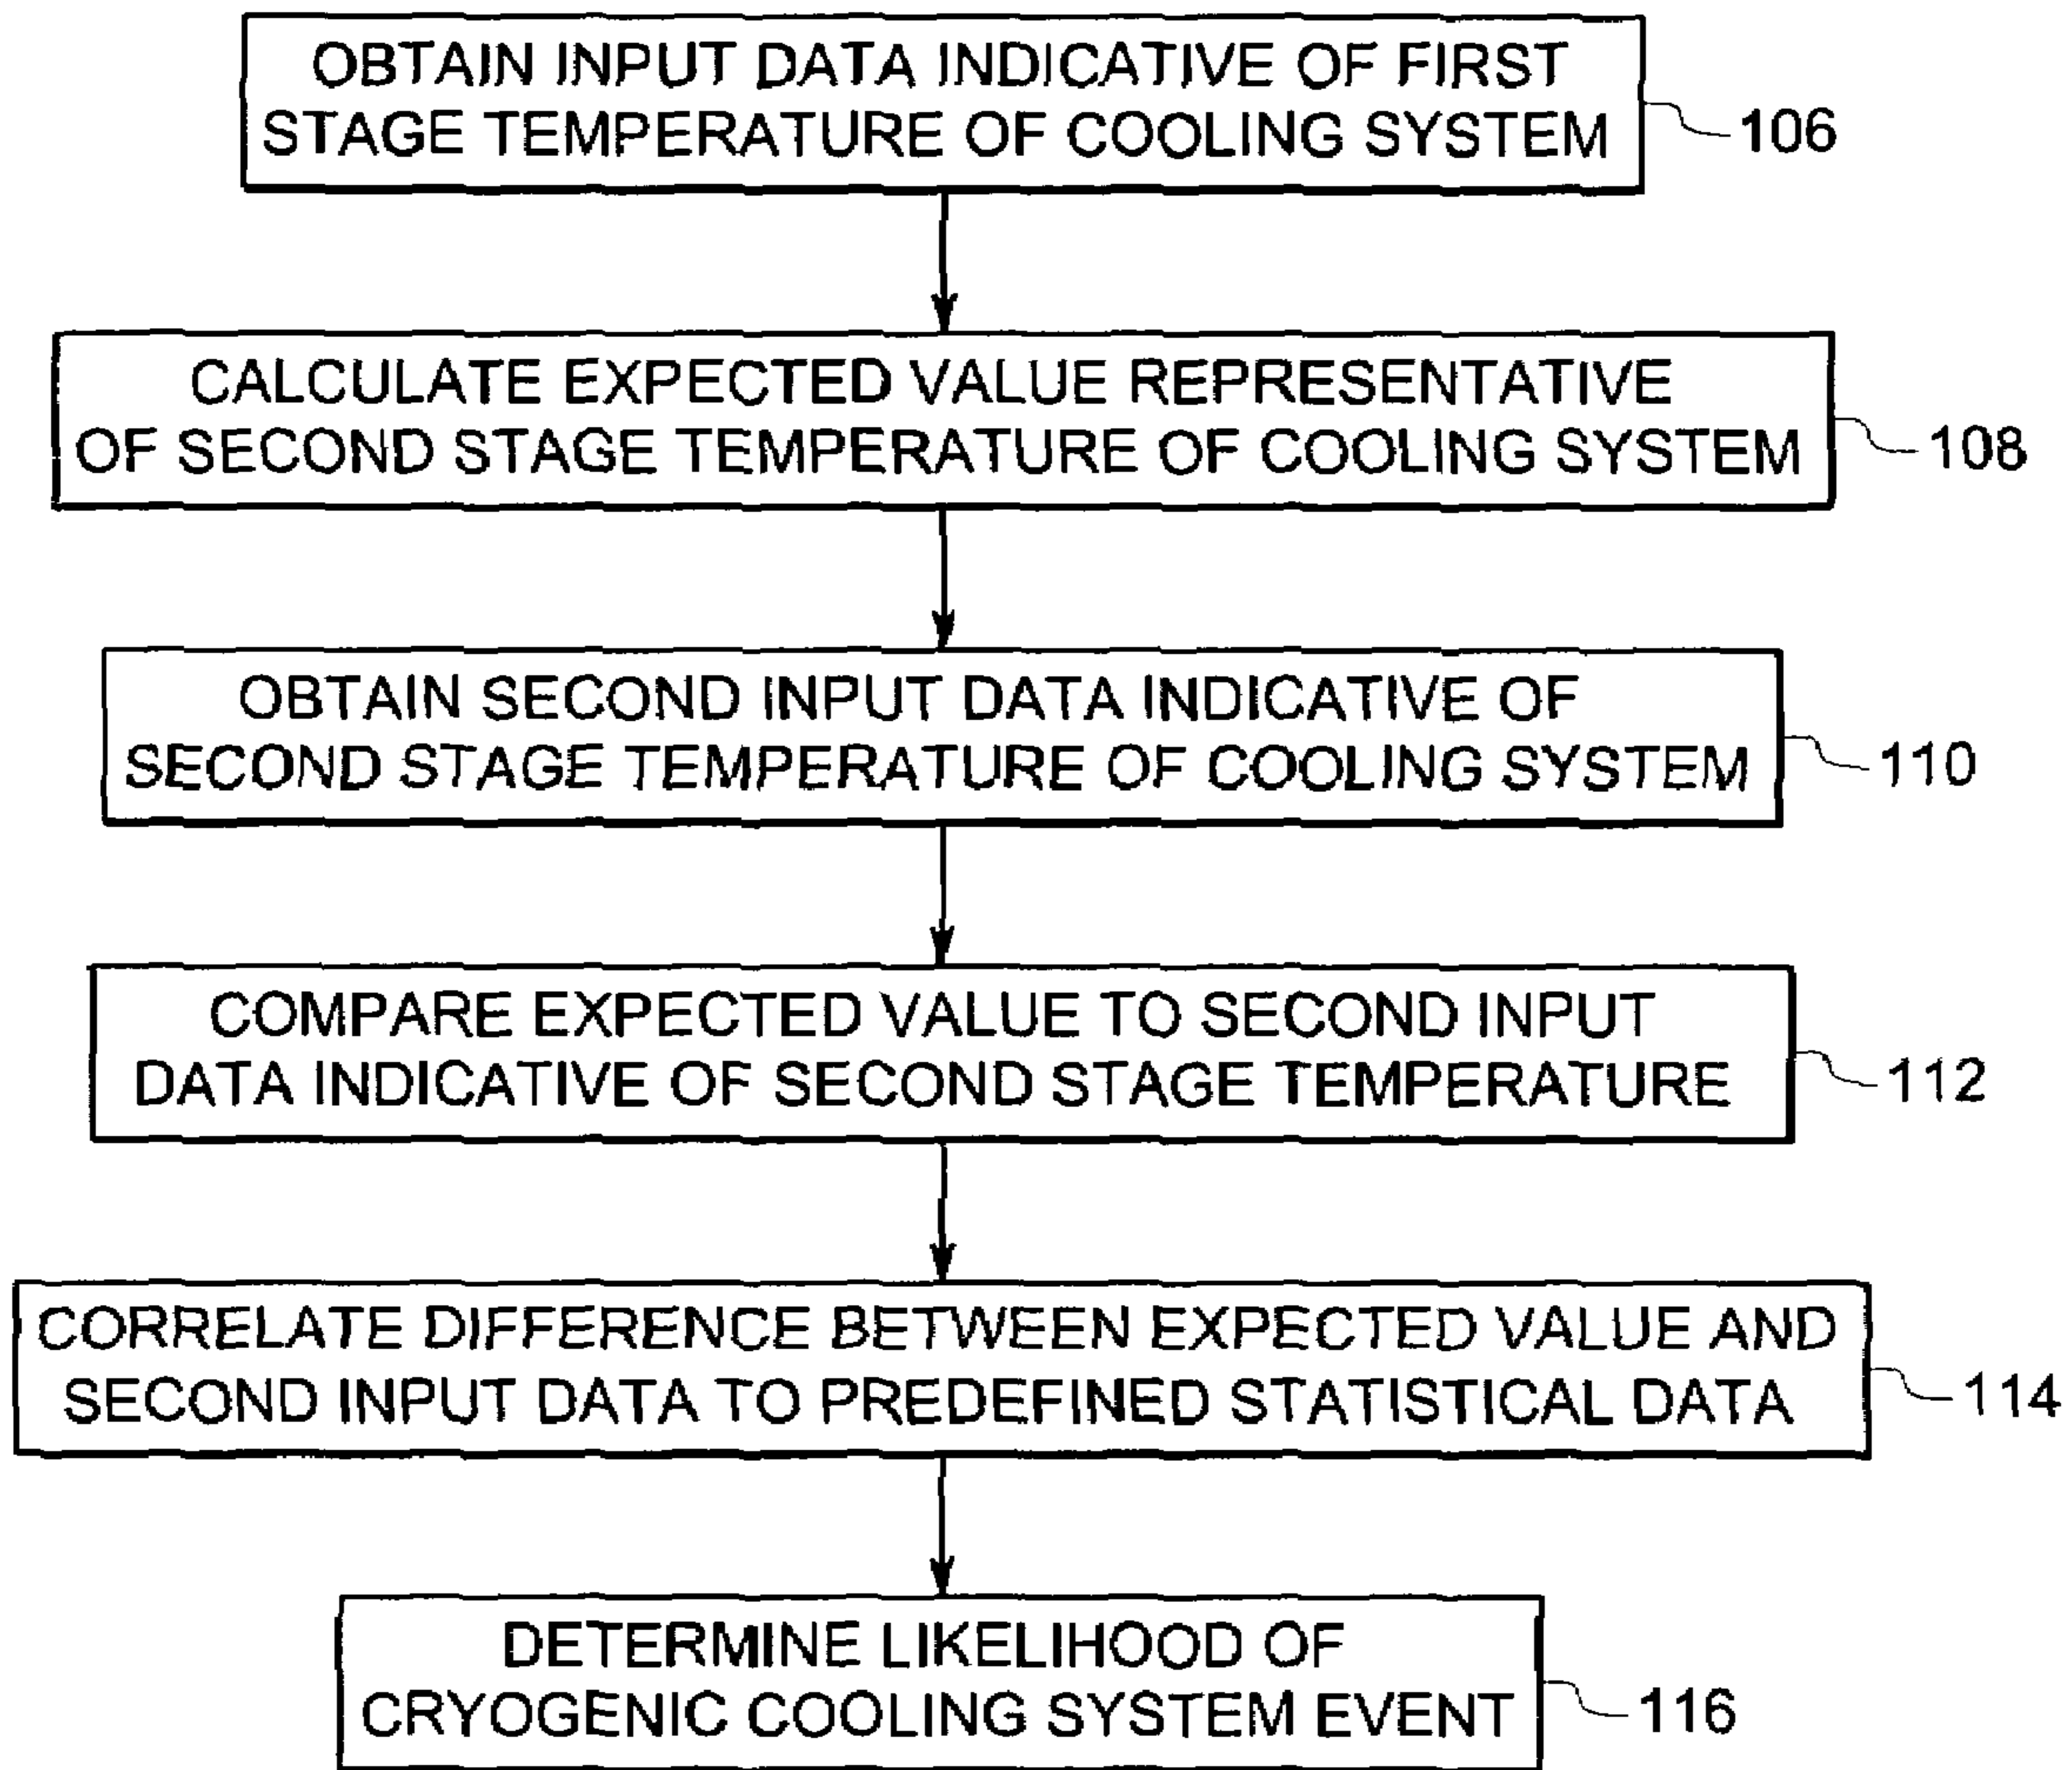 OBTAIN INPUT DATA INDICATIVE OF FIRST
STAGE TEMPERATURE OF COOLING SYSTEM
106
CALCULATE EXPECTED VALUE REPRESENTATIVE
OF SECOND STAGE TEMPERATURE OF COOLING SYSTEM
108
OBTAIN SECOND INPUT DATA INDICATIVE OF
SECOND STAGE TEMPERATURE OF COOLING SYSTEM
110
COMPARE EXPECTED VALUE TO SECOND INPUT
DATA INDICATIVE OF SECOND STAGE TEMPERATURE
112
CORRELATE DIFFERENCE BETWEEN EXPECTED VALUE AND
SECOND INPUT DATA TO PREDEFINED STATISTICAL DATA
114
DETERMINE LIKELIHOOD OF
CRYOGENIC COOLING SYSTEM EVENT
116